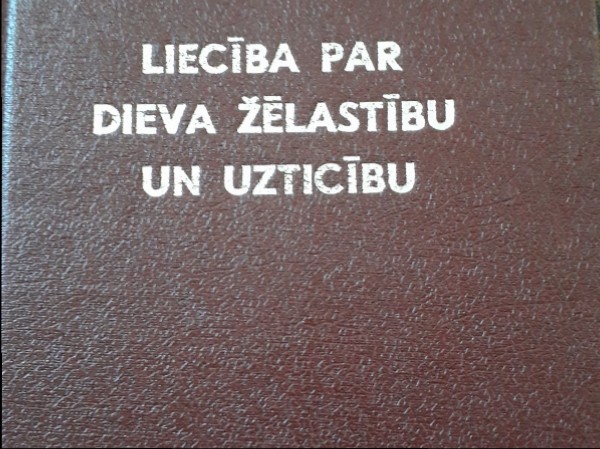 LIECĪBA PAR
DIEVA ŽĒLASTĪBU
UN UZTICĪBU